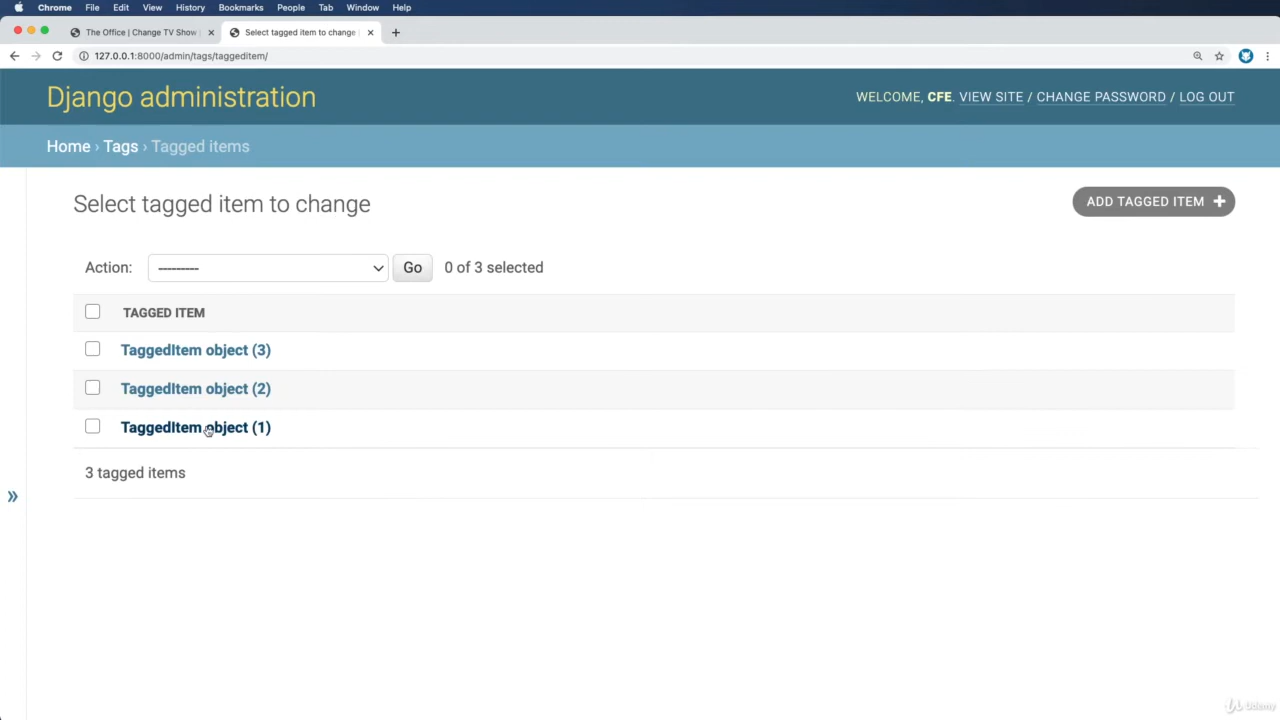 Chrome File Edit View History Bookmarks People Tab Window Help
The Office | Change TV Show
Select tagged item to change
127.0.0.1:8000/admin/tags/taggeditem/
Django administration
WELCOME, CFE. VIEW SITE / CHANGE PASSWORD / LOG OUT
Home › Tags › Tagged items
Select tagged item to change
ADD TAGGED ITEM +
Action: --------- Go 0 of 3 selected
TAGGED ITEM
TaggedItem object (3)
TaggedItem object (2)
TaggedItem object (1)
3 tagged items
»
Udemy